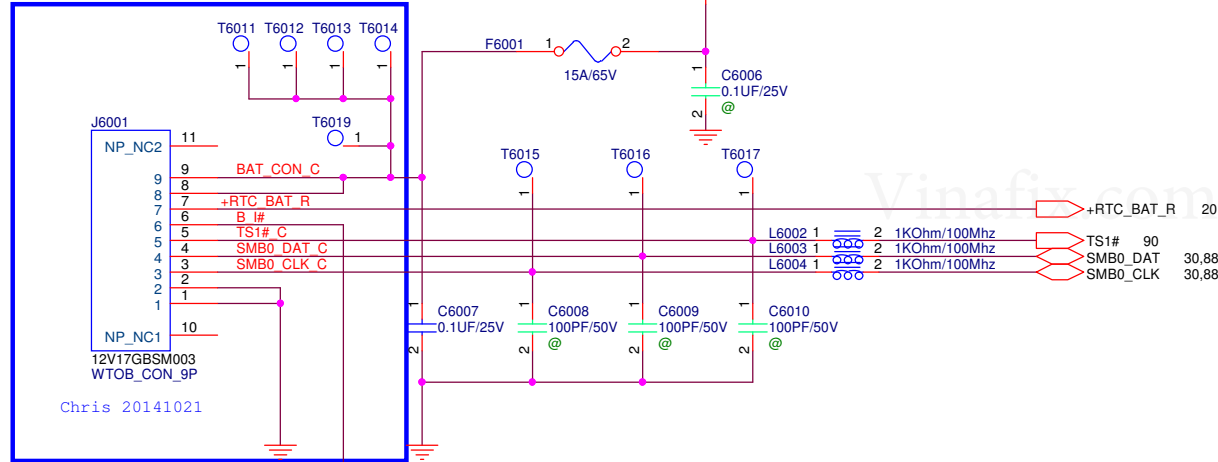 T6011 T6012 T6013 T6014
1 1 1 1
F6001 1 2
15A/65V
1 C6006
0.1UF/25V
2 @
T6019 1
J6001
NP_NC2 11
9 9 BAT_CON_C
8 8
7 7 +RTC_BAT_R
6 6 B_I#
5 5 TS1#_C
4 4 SMB0_DAT_C
3 3 SMB0_CLK_C
2 2
1 1
NP_NC1 10
12V17GBSM003
WTOB_CON_9P
Chris 20141021
T6015 T6016 T6017
1 1 1
Vinafix.com
+RTC_BAT_R 20
L6002 1 2 1KOhm/100Mhz TS1# 90
L6003 1 2 1KOhm/100Mhz SMB0_DAT 30,88
L6004 1 2 1KOhm/100Mhz SMB0_CLK 30,88
1 1 1 1
C6007 C6008 C6009 C6010
0.1UF/25V 100PF/50V 100PF/50V 100PF/50V
2 2 @ 2 @ 2 @